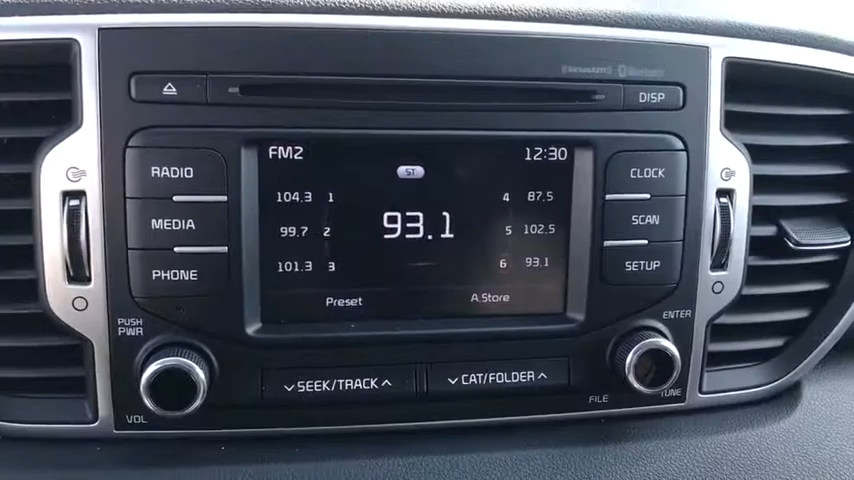 SiriusXM Bluetooth
DISP
RADIO
MEDIA
PHONE
FM2 12:30
ST
104.3 1
99.7 2
101.3 3
93.1
4 87.5
5 102.5
6 93.1
Preset A.Store
CLOCK
SCAN
SETUP
PUSH
PWR
VOL
SEEK/TRACK
CAT/FOLDER
ENTER
FILE TUNE